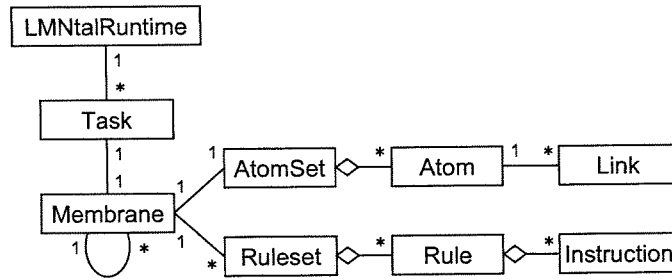 LMNtalRuntime
1
*
Task
1
1
Membrane
1
*
1
1
AtomSet
*
Atom
1
*
Link
1
*
Ruleset
*
Rule
*
Instruction